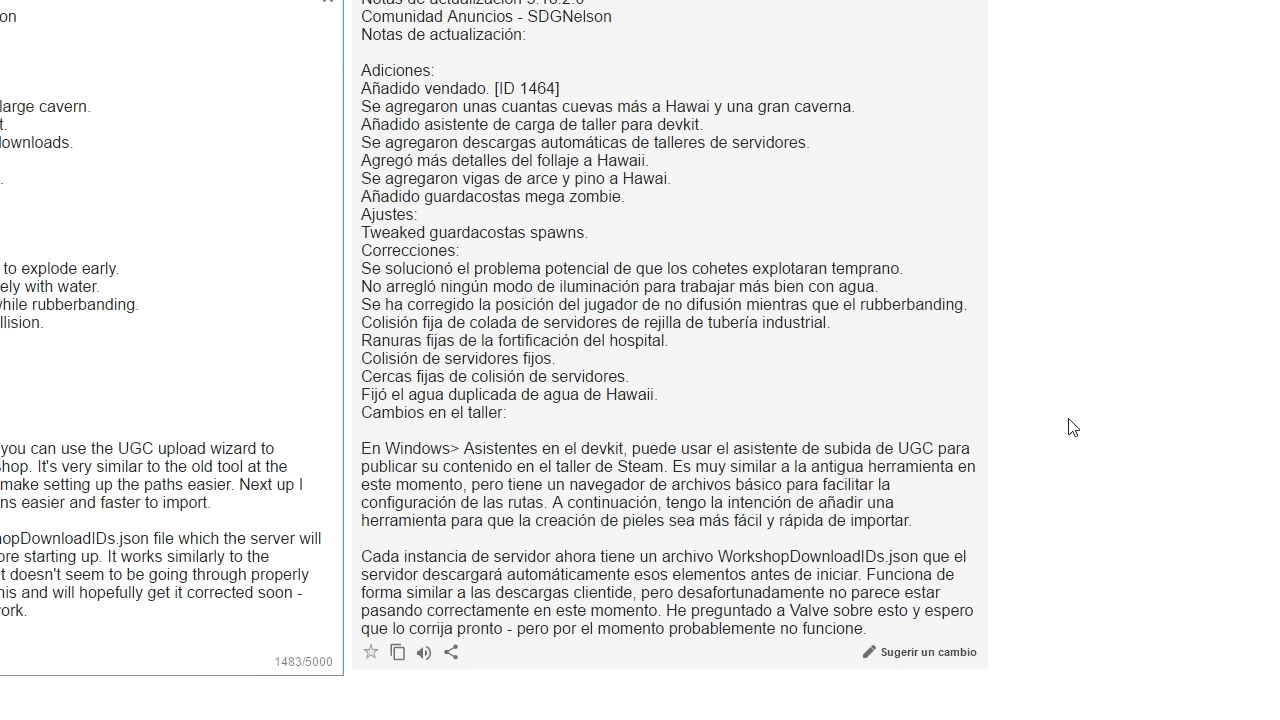 on
large cavern.
t.
ownloads.
.
to explode early.
ely with water.
while rubberbanding.
llision.
you can use the UGC upload wizard to
shop. It's very similar to the old tool at the
make setting up the paths easier. Next up I
ns easier and faster to import.
hopDownloadIDs.json file which the server will
ore starting up. It works similarly to the
t doesn't seem to be going through properly
his and will hopefully get it corrected soon -
ork.
1483/5000
Notas de actualización 3.18.2.0
Comunidad Anuncios - SDGNelson
Notas de actualización:
Adiciones:
Añadido vendado. [ID 1464]
Se agregaron unas cuantas cuevas más a Hawai y una gran caverna.
Añadido asistente de carga de taller para devkit.
Se agregaron descargas automáticas de talleres de servidores.
Agregó más detalles del follaje a Hawaii.
Se agregaron vigas de arce y pino a Hawai.
Añadido guardacostas mega zombie.
Ajustes:
Tweaked guardacostas spawns.
Correcciones:
Se solucionó el problema potencial de que los cohetes explotaran temprano.
No arregló ningún modo de iluminación para trabajar más bien con agua.
Se ha corregido la posición del jugador de no difusión mientras que el rubberbanding.
Colisión fija de colada de servidores de rejilla de tubería industrial.
Ranuras fijas de la fortificación del hospital.
Colisión de servidores fijos.
Cercas fijas de colisión de servidores.
Fijó el agua duplicada de agua de Hawaii.
Cambios en el taller:
En Windows> Asistentes en el devkit, puede usar el asistente de subida de UGC para
publicar su contenido en el taller de Steam. Es muy similar a la antigua herramienta en
este momento, pero tiene un navegador de archivos básico para facilitar la
configuración de las rutas. A continuación, tengo la intención de añadir una
herramienta para que la creación de pieles sea más fácil y rápida de importar.
Cada instancia de servidor ahora tiene un archivo WorkshopDownloadIDs.json que el
servidor descargará automáticamente esos elementos antes de iniciar. Funciona de
forma similar a las descargas clientide, pero desafortunadamente no parece estar
pasando correctamente en este momento. He preguntado a Valve sobre esto y espero
que lo corrija pronto - pero por el momento probablemente no funcione.
Sugerir un cambio